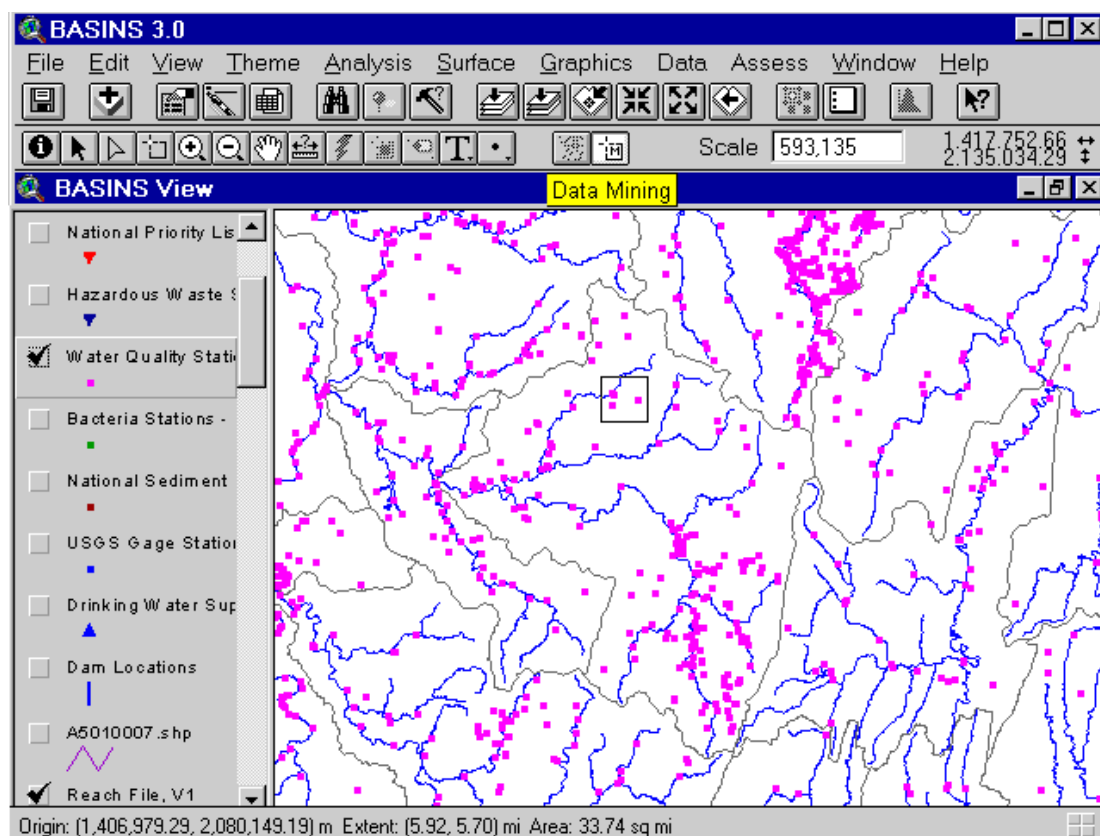 BASINS 3.0
File Edit View Theme Analysis Surface Graphics Data Assess Window Help
Scale 593,135 1,417,752.66
2,135,034.29
BASINS View
Data Mining
National Priority Lis
Hazardous Waste S
Water Quality Stati
Bacteria Stations -
National Sediment
USGS Gage Station
Drinking Water Sup
Dam Locations
A5010007.shp
Reach File, V1
Origin: (1,406,979.29, 2,080,149.19) m Extent: (5.92, 5.70) mi Area: 33.74 sq mi